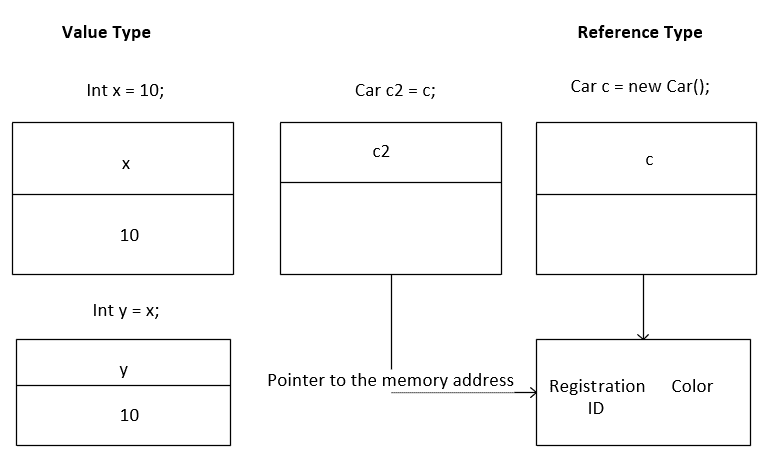 Value Type
Reference Type
Int x = 10;
Car c2 = c;
Car c = new Car();
x
c2
c
10
Int y = x;
y
10
Pointer to the memory address
Registration
ID
Color